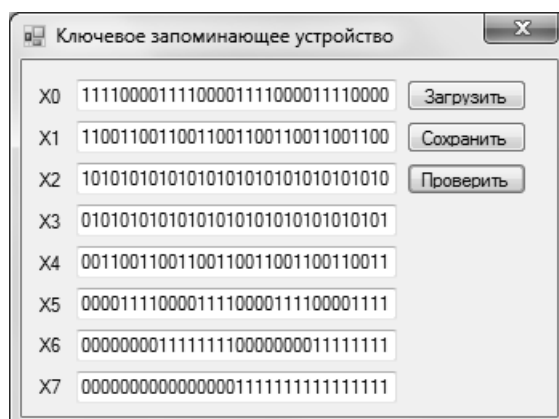 Ключевое запоминающее устройство
X0 11110000111100001111000011110000 Загрузить
X1 11001100110011001100110011001100 Сохранить
X2 10101010101010101010101010101010 Проверить
X3 01010101010101010101010101010101
X4 00110011001100110011001100110011
X5 00001111000011110000111100001111
X6 00000000111111110000000011111111
X7 00000000000000001111111111111111